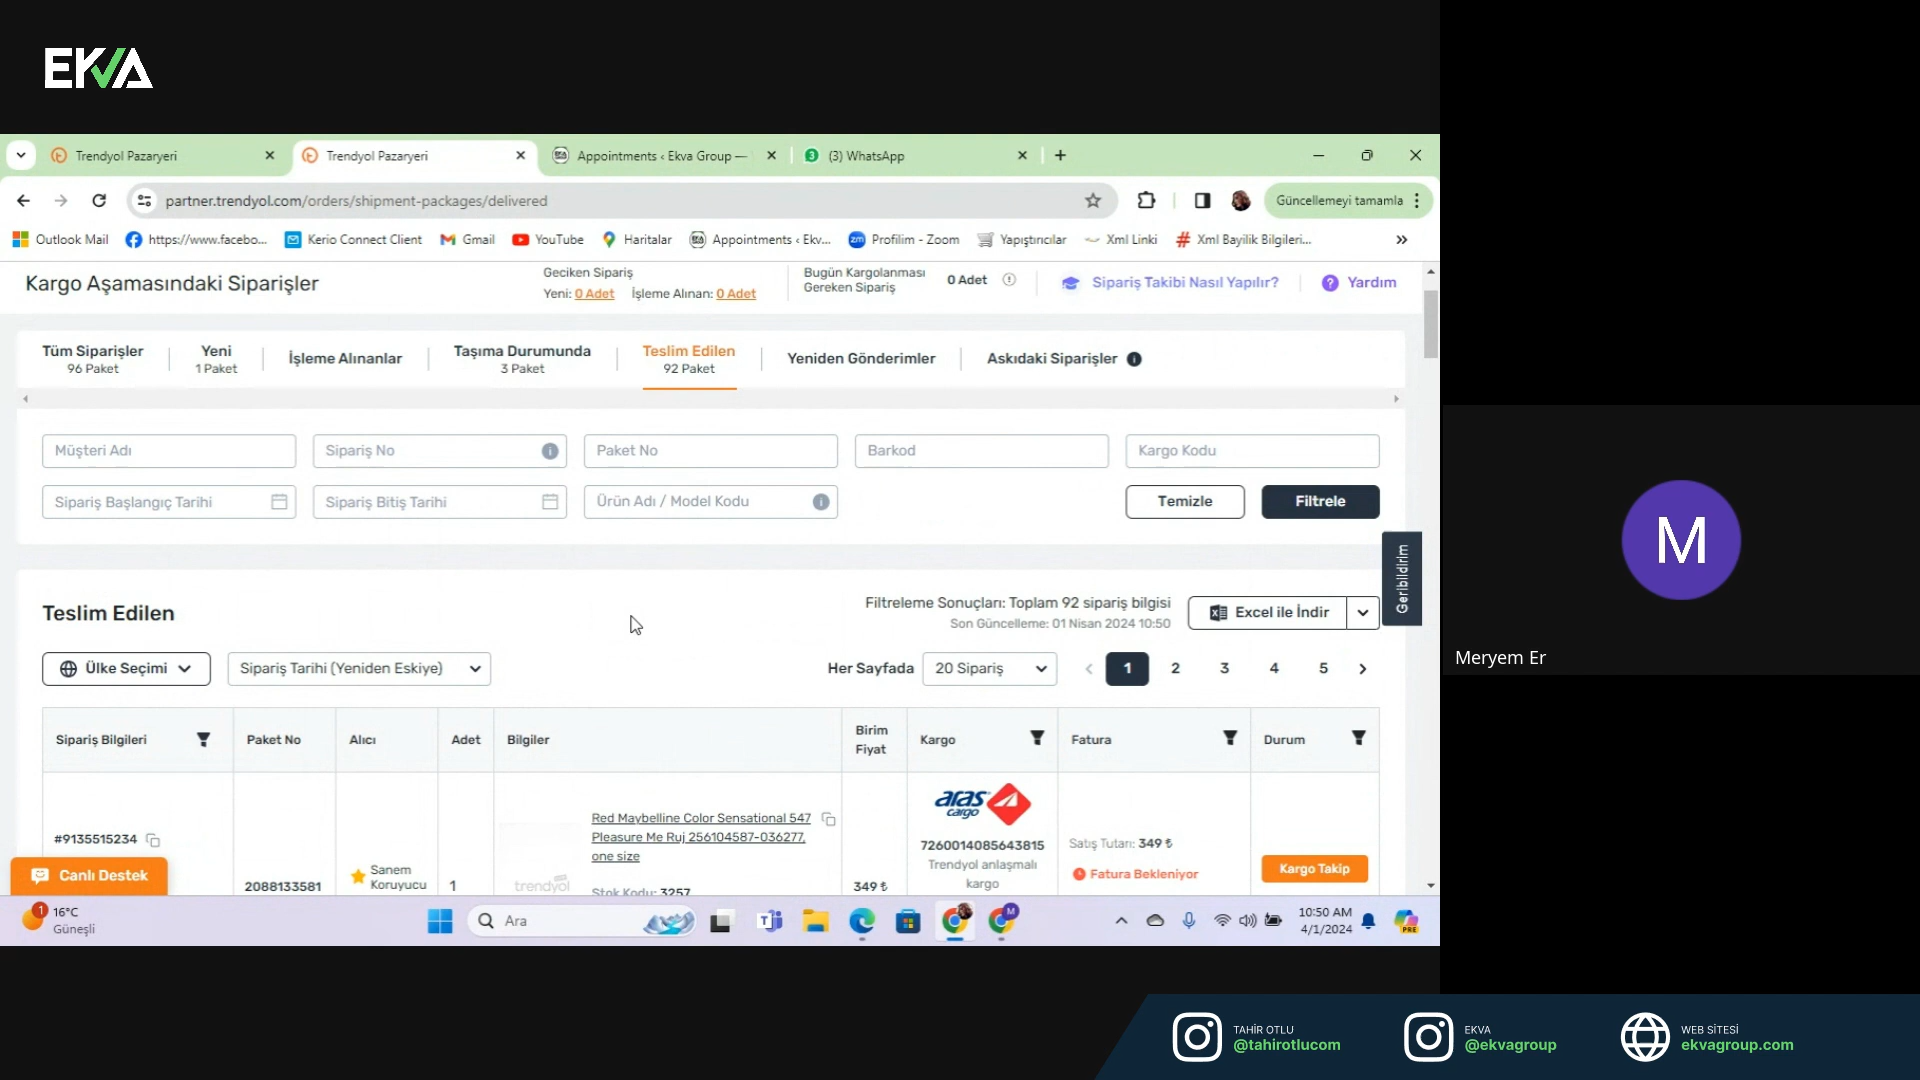 EKVA
Trendyol Pazaryeri
Trendyol Pazaryeri
Appointments ‹ Ekva Group —
(3) WhatsApp
partner.trendyol.com/orders/shipment-packages/delivered
Güncellemeyi tamamla
Outlook Mail
https://www.facebo...
Kerio Connect Client
Gmail
YouTube
Haritalar
Appointments ‹ Ekv...
Profilim - Zoom
Yapıştırıcılar
Xml Linki
Xml Bayilik Bilgileri...
Kargo Aşamasındaki Siparişler
Geciken Sipariş
Yeni: 0 Adet İşleme Alınan: 0 Adet
Bugün Kargolanması
Gereken Sipariş
0 Adet
Sipariş Takibi Nasıl Yapılır?
Yardım
Tüm Siparişler
96 Paket
Yeni
1 Paket
İşleme Alınanlar
Taşıma Durumunda
3 Paket
Teslim Edilen
92 Paket
Yeniden Gönderimler
Askıdaki Siparişler
Müşteri Adı
Sipariş No
Paket No
Barkod
Kargo Kodu
Sipariş Başlangıç Tarihi
Sipariş Bitiş Tarihi
Ürün Adı / Model Kodu
Temizle
Filtrele
Geribildirim
Teslim Edilen
Filtreleme Sonuçları: Toplam 92 sipariş bilgisi
Son Güncelleme: 01 Nisan 2024 10:50
Excel ile İndir
Ülke Seçimi
Sipariş Tarihi (Yeniden Eskiye)
Her Sayfada
20 Sipariş
1 2 3 4 5
Sipariş Bilgileri
Paket No
Alıcı
Adet
Bilgiler
Birim
Fiyat
Kargo
Fatura
Durum
#9135515234
2088133581
Sanem
Koruyucu
1
trendyol
Red Maybelline Color Sensational 547
Pleasure Me Ruj 256104587-036277,
one size
Stok Kodu: 3257
349 ₺
aras
cargo
7260014085643815
Trendyol anlaşmalı
kargo
Satış Tutarı: 349 ₺
Fatura Bekleniyor
Kargo Takip
Canlı Destek
1
16°C
Güneşli
Ara
PRE
10:50 AM
4/1/2024
M
Meryem Er
TAHİR OTLU
@tahirotlucom
EKVA
@ekvagroup
WEB SİTESİ
ekvagroup.com